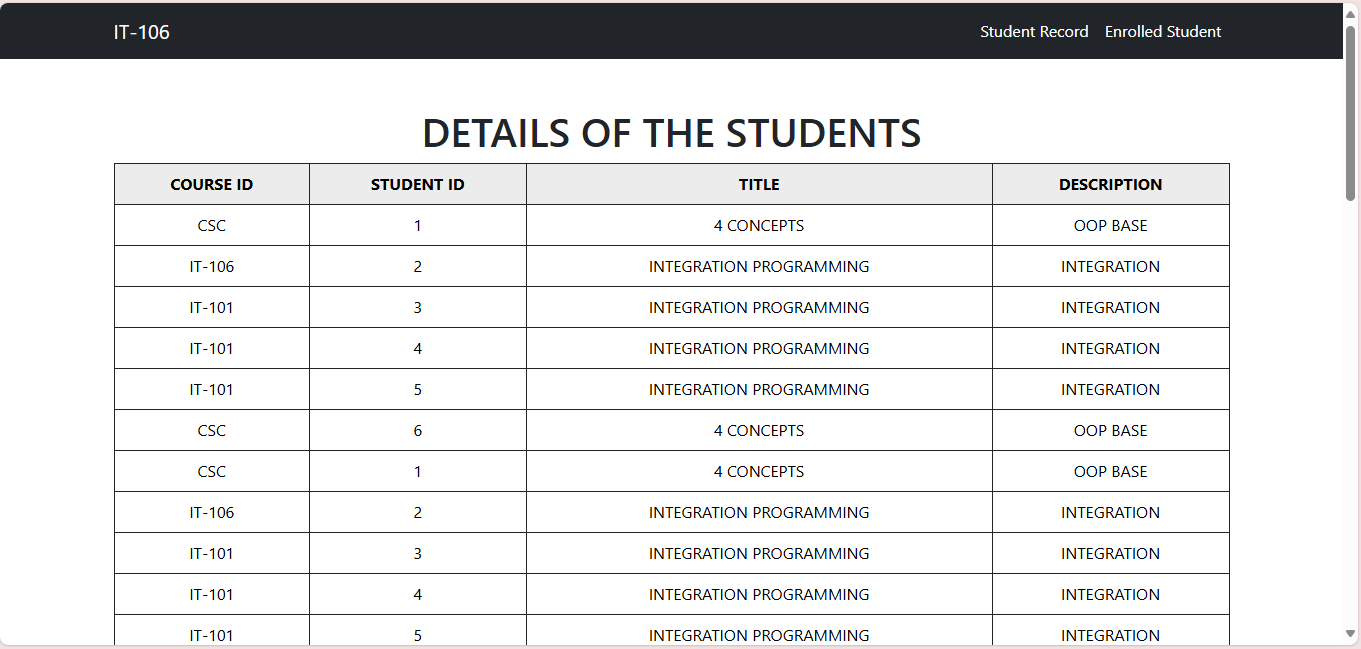 IT-106 Student Record Enrolled Student
DETAILS OF THE STUDENTS
COURSE ID STUDENT ID TITLE DESCRIPTION
CSC 1 4 CONCEPTS OOP BASE
IT-106 2 INTEGRATION PROGRAMMING INTEGRATION
IT-101 3 INTEGRATION PROGRAMMING INTEGRATION
IT-101 4 INTEGRATION PROGRAMMING INTEGRATION
IT-101 5 INTEGRATION PROGRAMMING INTEGRATION
CSC 6 4 CONCEPTS OOP BASE
CSC 1 4 CONCEPTS OOP BASE
IT-106 2 INTEGRATION PROGRAMMING INTEGRATION
IT-101 3 INTEGRATION PROGRAMMING INTEGRATION
IT-101 4 INTEGRATION PROGRAMMING INTEGRATION
IT-101 5 INTEGRATION PROGRAMMING INTEGRATION